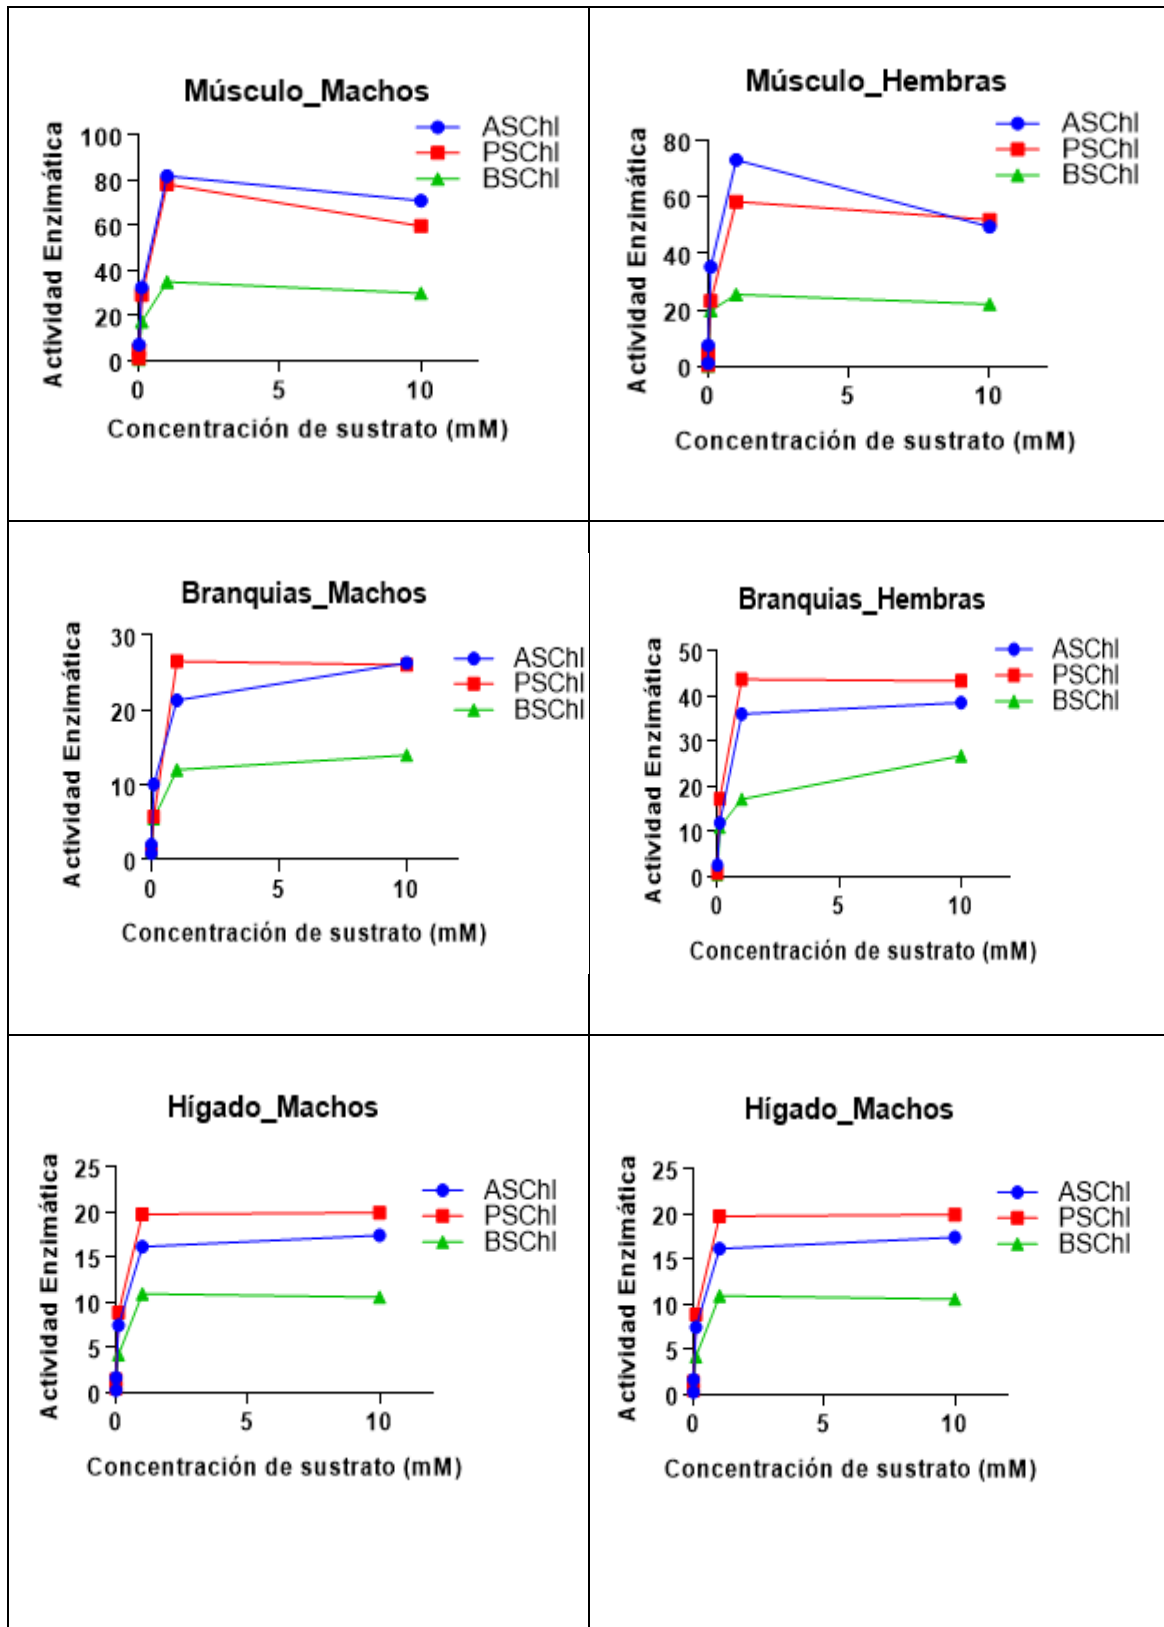 Músculo_Machos
ASChl
PSChl
BSChl
Actividad Enzimática
100
80
60
40
20
0
0 5 10
Concentración de sustrato (mM)
Músculo_Hembras
ASChl
PSChl
BSChl
Actividad Enzimática
80
60
40
20
0
0 5 10
Concentración de sustrato (mM)
Branquias_Machos
ASChl
PSChl
BSChl
Actividad Enzimática
30
20
10
0
0 5 10
Concentración de sustrato (mM)
Branquias_Hembras
ASChl
PSChl
BSChl
Actividad Enzimática
50
40
30
20
10
0
0 5 10
Concentración de sustrato (mM)
Hígado_Machos
ASChl
PSChl
BSChl
Actividad Enzimática
25
20
15
10
5
0
0 5 10
Concentración de sustrato (mM)
Hígado_Machos
ASChl
PSChl
BSChl
Actividad Enzimática
25
20
15
10
5
0
0 5 10
Concentración de sustrato (mM)